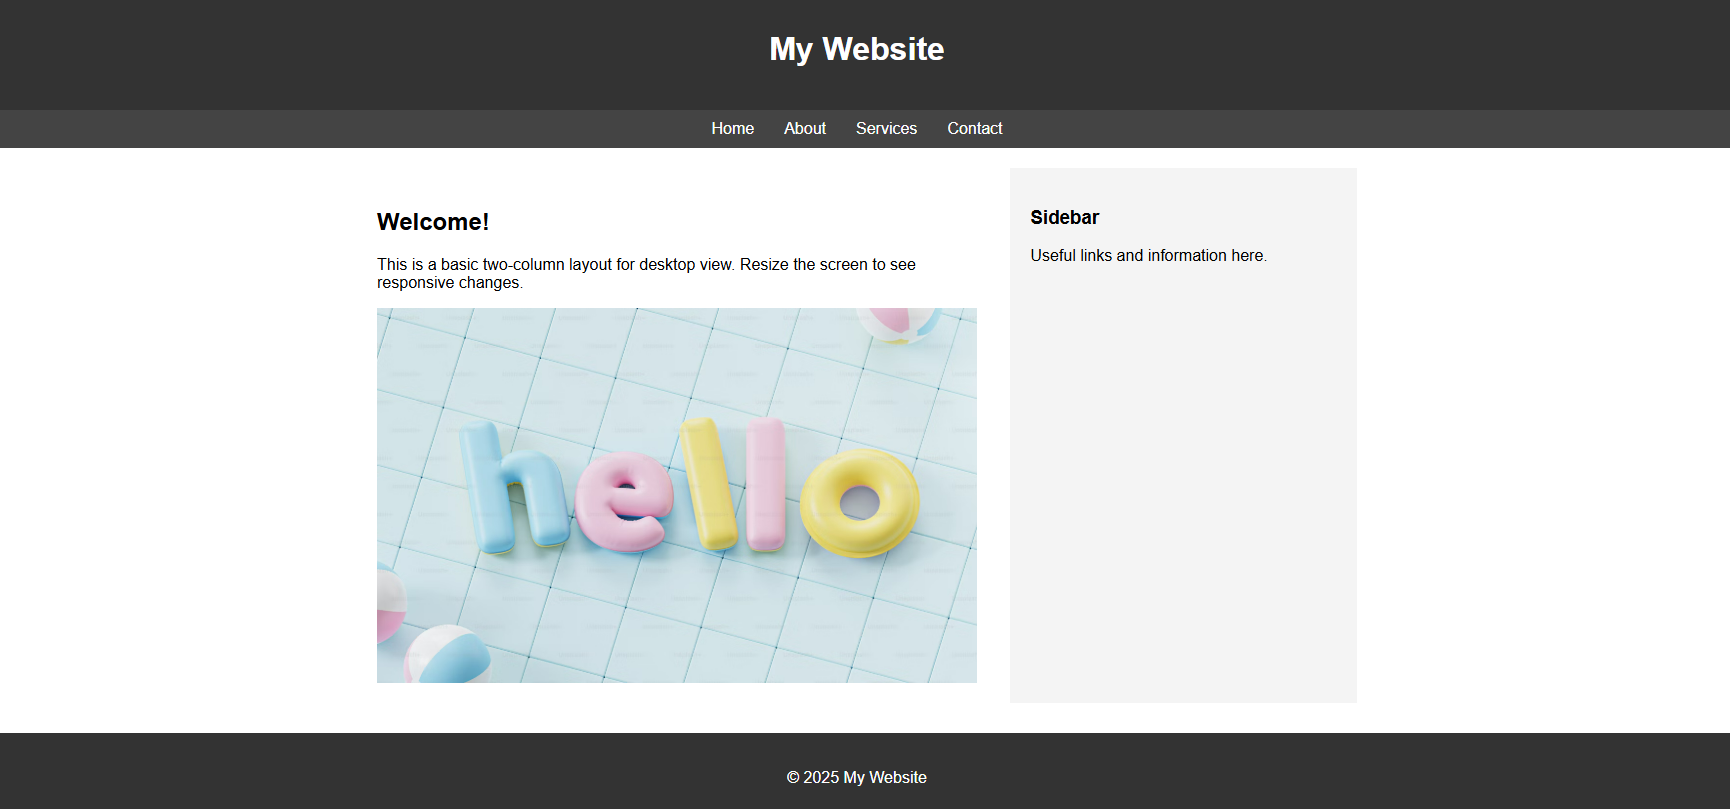 My Website
Home About Services Contact
Welcome!
This is a basic two-column layout for desktop view. Resize the screen to see
responsive changes.
hello
Sidebar
Useful links and information here.
© 2025 My Website